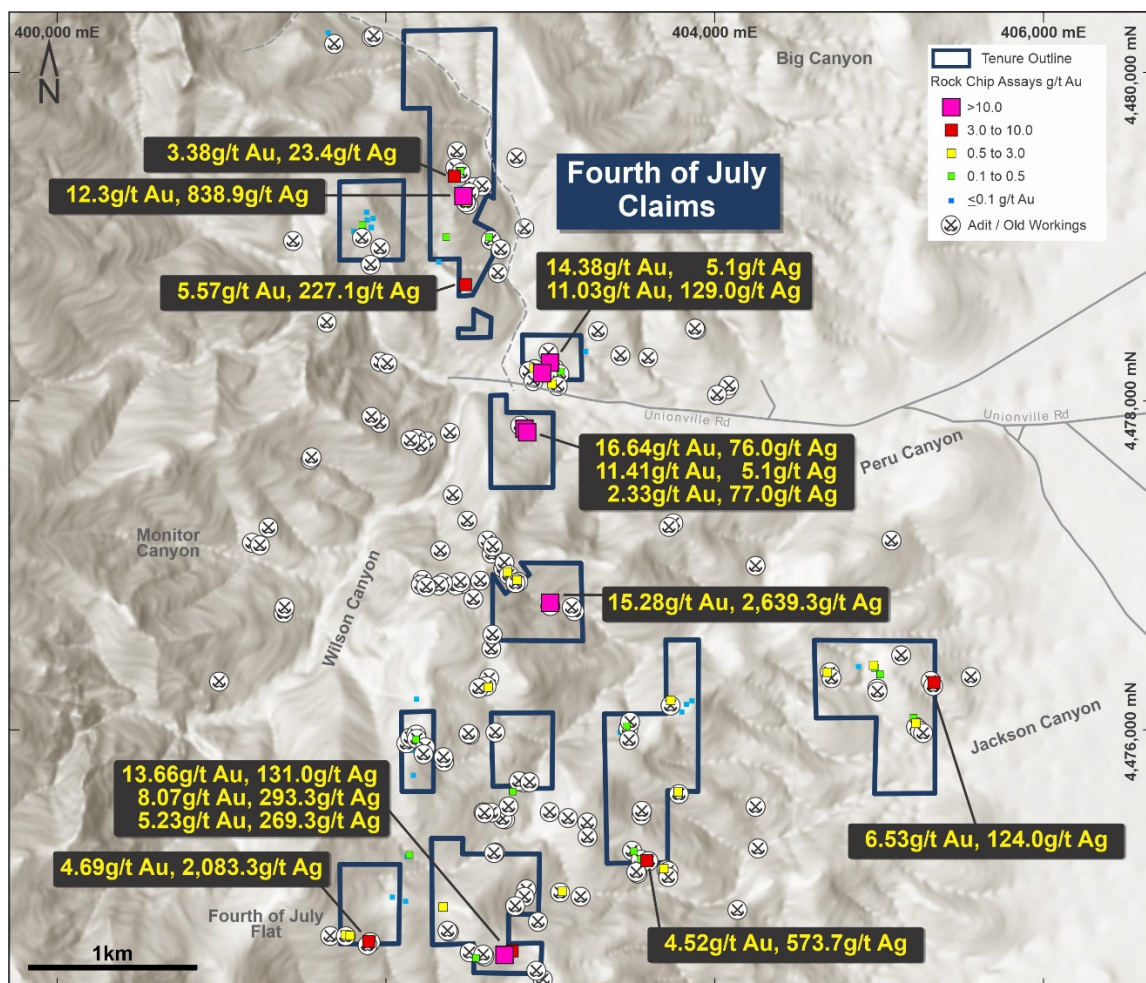 400,000 mE
404,000 mE
406,000 mE
N
Big Canyon
Tenure Outline
Rock Chip Assays g/t Au
>10.0
3.0 to 10.0
0.5 to 3.0
0.1 to 0.5
≤0.1 g/t Au
Adit / Old Workings
4,480,000 mN
3.38g/t Au, 23.4g/t Ag
12.3g/t Au, 838.9g/t Ag
Fourth of July
Claims
5.57g/t Au, 227.1g/t Ag
14.38g/t Au, 5.1g/t Ag
11.03g/t Au, 129.0g/t Ag
Unionville Rd
Unionville Rd
4,478,000 mN
16.64g/t Au, 76.0g/t Ag
11.41g/t Au, 5.1g/t Ag
2.33g/t Au, 77.0g/t Ag
Peru Canyon
Monitor
Canyon
Wilson Canyon
15.28g/t Au, 2,639.3g/t Ag
Jackson Canyon
4,476,000 mN
13.66g/t Au, 131.0g/t Ag
8.07g/t Au, 293.3g/t Ag
5.23g/t Au, 269.3g/t Ag
6.53g/t Au, 124.0g/t Ag
4.69g/t Au, 2,083.3g/t Ag
Fourth of July
Flat
4.52g/t Au, 573.7g/t Ag
1km